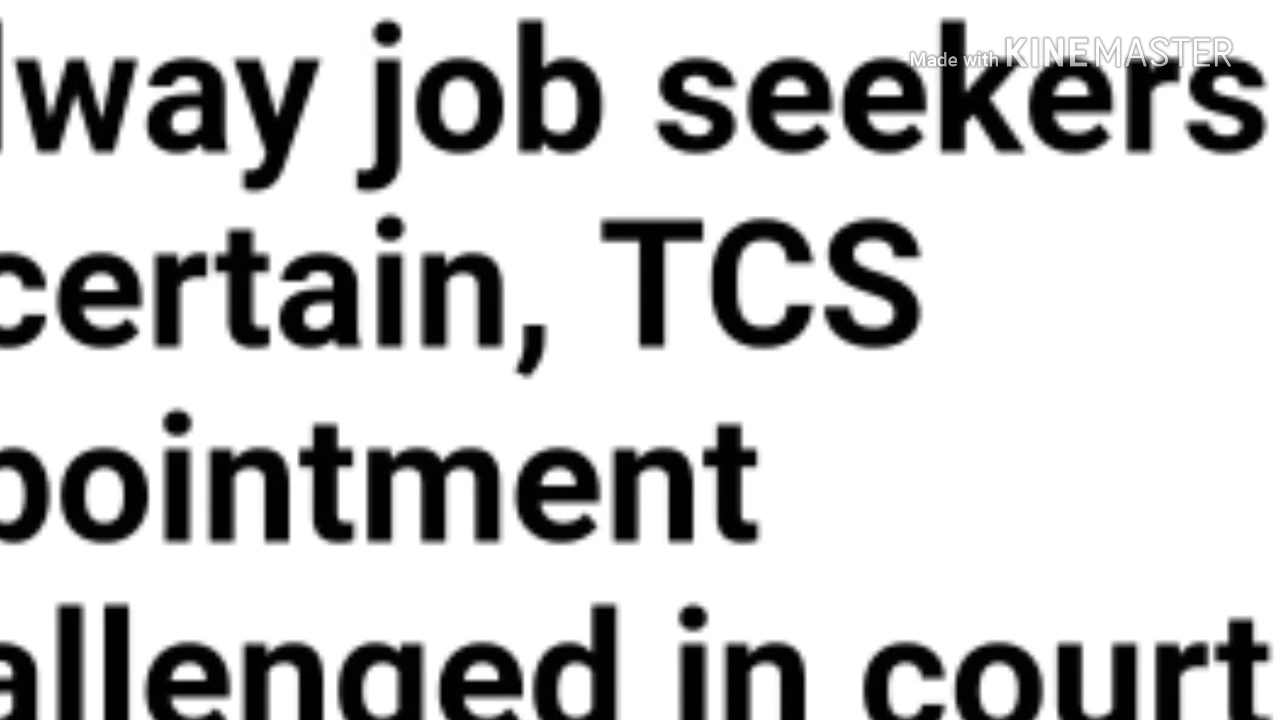 lway job seekers
Made with KINEMASTER
certain, TCS
pointment
allenged in court